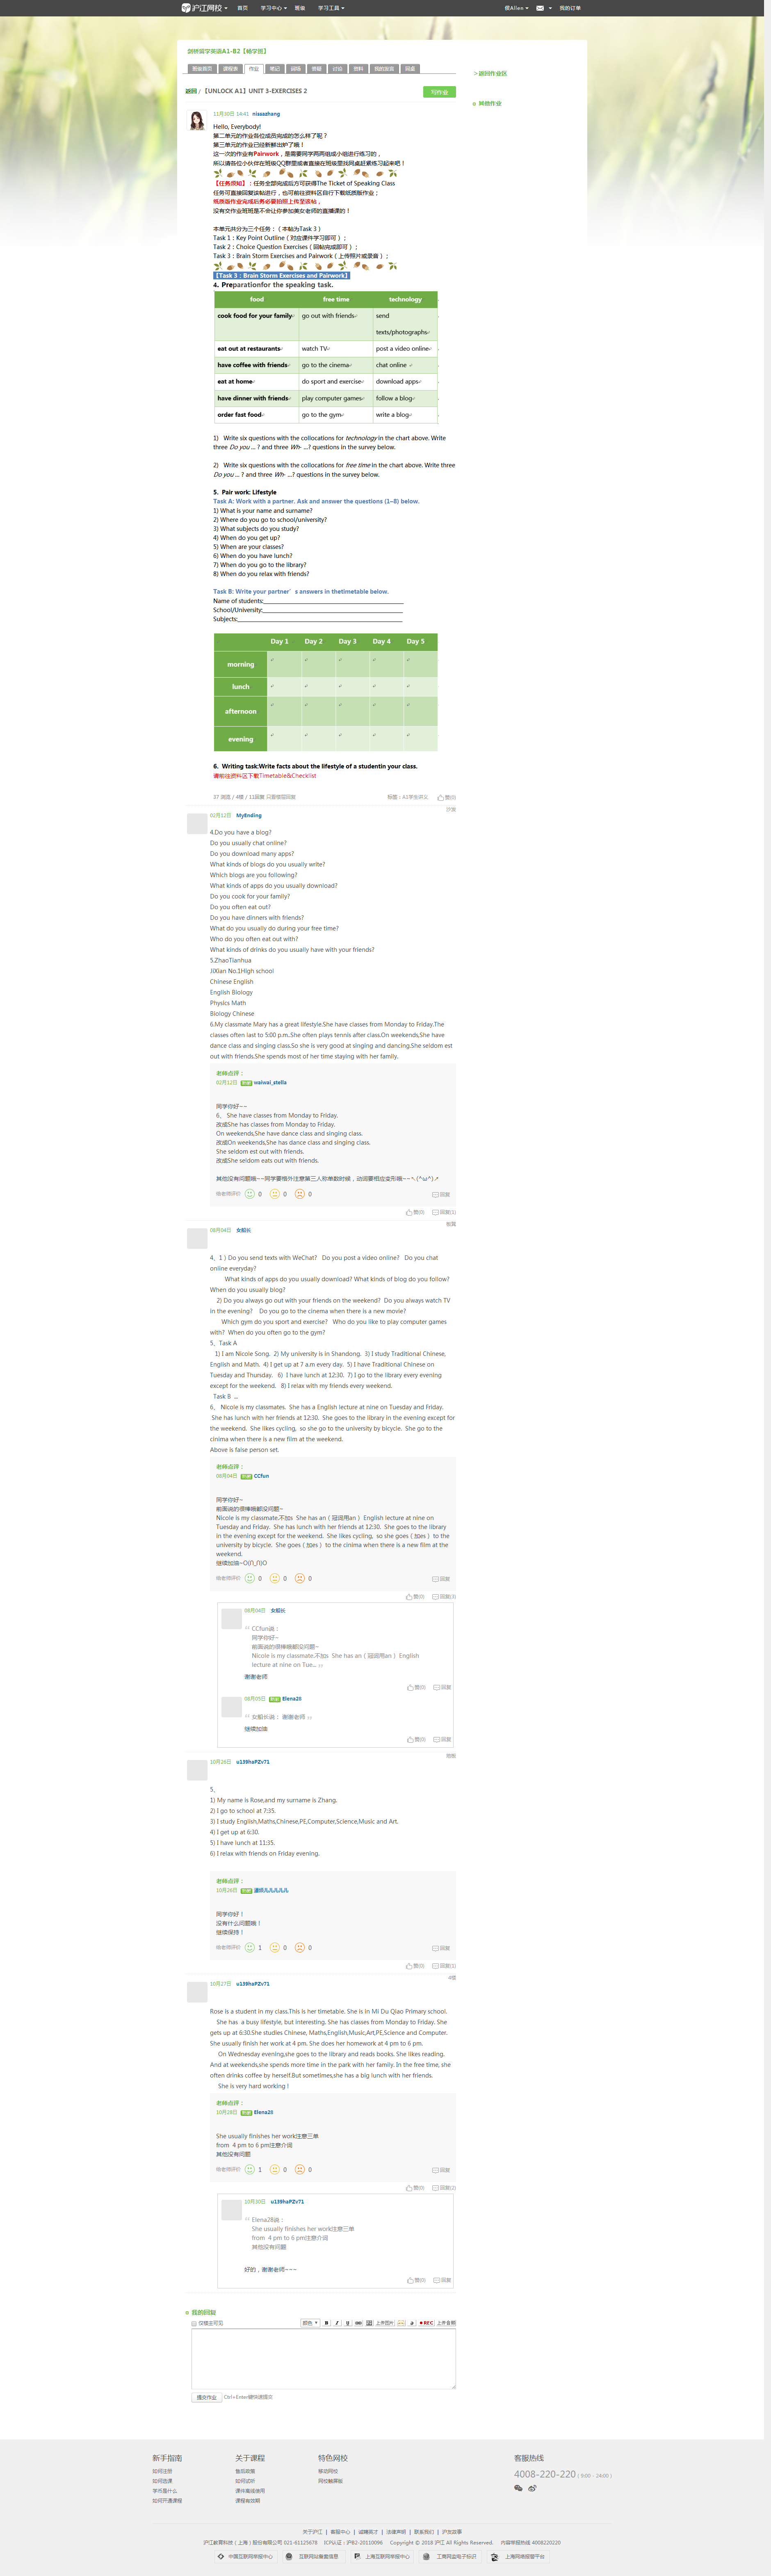 沪江网校 首页 学习中心 班级 学习工具 侯Allen 我的订单
剑桥留学英语A1-B2【畅学班】
班级首页 课程表 作业 笔记 训练 答疑 讨论 资料 我的发言 同桌
>返回作业区
返回 / 【UNLOCK A1】UNIT 3-EXERCISES 2
写作业
其他作业
11月30日 14:41 nissazhang
Hello, Everybody!
第二单元的作业各位成员完成的怎么样了呢？
第三单元的作业已经新鲜出炉了哦！
这一次的作业有Pairwork，是需要同学两两组成小组进行练习的，
所以请各位小伙伴在班级QQ群里或者直接在班级里找同桌赶紧练习起来吧！
【任务须知】：任务全部完成后方可获得The Ticket of Speaking Class
任务可直接回复该帖进行，也可前往资料区自行下载纸质版作业；
纸质版作业完成后务必要拍照上传至该帖，
没有交作业班班是不会让你参加美女老师的直播课的！
本单元共分为三个任务：（本帖为Task 3）
Task 1：Key Point Outline（对应课件学习即可）；
Task 2：Choice Question Exercises（回帖完成即可）；
Task 3：Brain Storm Exercises and Pairwork（上传照片或录音）；
【Task 3：Brain Storm Exercises and Pairwork】
4. Preparationfor the speaking task.
food free time technology
cook food for your family go out with friends send texts/photographs
eat out at restaurants watch TV post a video online
have coffee with friends go to the cinema chat online
eat at home do sport and exercise download apps
have dinner with friends play computer games follow a blog
order fast food go to the gym write a blog
1) Write six questions with the collocations for technology in the chart above. Write
three Do you ... ? and three Wh- ...? questions in the survey below.
2) Write six questions with the collocations for free time in the chart above. Write three
Do you ... ? and three Wh- ...? questions in the survey below.
5. Pair work: Lifestyle
Task A: Work with a partner. Ask and answer the questions (1–8) below.
1) What is your name and surname?
2) Where do you go to school/university?
3) What subjects do you study?
4) When do you get up?
5) When are your classes?
6) When do you have lunch?
7) When do you go to the library?
8) When do you relax with friends?
Task B: Write your partner's answers in thetimetable below.
Name of students:
School/University:
Subjects:
Day 1 Day 2 Day 3 Day 4 Day 5
morning
lunch
afternoon
evening
6. Writing task:Write facts about the lifestyle of a studentin your class.
请前往资料区下载Timetable&Checklist
37 浏览 / 4楼 / 11回复 只看楼层回复 标签：A1学生讲义 赞(0)
沙发
02月12日 MyEnding
4.Do you have a blog?
Do you usually chat online?
Do you download many apps?
What kinds of blogs do you usually write?
Which blogs are you following?
What kinds of apps do you usually download?
Do you cook for your family?
Do you often eat out?
Do you have dinners with friends?
What do you usually do during your free time?
Who do you often eat out with?
What kinds of drinks do you usually have with your friends?
5.ZhaoTianhua
JiXian No.1High school
Chinese English
English Biology
Physics Math
Biology Chinese
6.My classmate Mary has a great lifestyle.She have classes from Monday to Friday.The
classes often last to 5:00 p.m..She often plays tennis after class.On weekends,She have
dance class and singing class.So she is very good at singing and dancing.She seldom est
out with friends.She spends most of her time staying with her family.
老师点评：
02月12日 waiwai_stella
同学你好~~
6、 She have classes from Monday to Friday.
改成She has classes from Monday to Friday.
On weekends,She have dance class and singing class.
改成On weekends,She has dance class and singing class.
She seldom est out with friends.
改成She seldom eats out with friends.
其他没有问题哦~~同学要格外注意第三人称单数时候，动词要相应变形哦~~↖(^ω^)↗
给老师评价 0 0 0 回复
赞(0) 回复(1)
板凳
08月04日 女船长
4、1）Do you send texts with WeChat? Do you post a video online? Do you chat
online everyday?
What kinds of apps do you usually download? What kinds of blog do you follow?
When do you usually blog?
2) Do you always go out with your friends on the weekend? Do you always watch TV
in the evening? Do you go to the cinema when there is a new movie?
Which gym do you sport and exercise? Who do you like to play computer games
with? When do you often go to the gym?
5、Task A
1) I am Nicole Song. 2) My university is in Shandong. 3) I study Traditional Chinese,
English and Math. 4) I get up at 7 a.m every day. 5) I have Traditional Chinese on
Tuesday and Thursday. 6) I have lunch at 12:30. 7) I go to the library every evening
except for the weekend. 8) I relax with my friends every weekend.
Task B ...
6、 Nicole is my classmates. She has a English lecture at nine on Tuesday and Friday.
She has lunch with her friends at 12:30. She goes to the library in the evening except for
the weekend. She likes cycling, so she go to the university by bicycle. She go to the
cinima when there is a new film at the weekend.
Above is false person set.
老师点评：
08月04日 CCfun
同学你好~
前面说的很棒哦都没问题~
Nicole is my classmate.不加s She has an（冠词用an） English lecture at nine on
Tuesday and Friday. She has lunch with her friends at 12:30. She goes to the library
in the evening except for the weekend. She likes cycling, so she goes（加es） to the
university by bicycle. She goes（加es） to the cinima when there is a new film at the
weekend.
继续加油~O(∩_∩)O
给老师评价 0 0 0 回复
赞(0) 回复(3)
08月04日 女船长
CCfun说：
同学你好~
前面说的很棒哦都没问题~
Nicole is my classmate.不加s She has an（冠词用an） English
lecture at nine on Tue...
谢谢老师
赞(0) 回复
08月05日 Elena28
女船长说： 谢谢老师
继续加油
赞(0) 回复
地板
10月26日 u139haPZv71
5、
1) My name is Rose,and my surname is Zhang.
2) I go to school at 7:35.
3) I study English,Maths,Chinese,PE,Computer,Science,Music and Art.
4) I get up at 6:30.
5) I have lunch at 11:35.
6) I relax with friends on Friday evening.
老师点评：
10月26日
同学你好！
没有什么问题哦！
继续保持！
给老师评价 1 0 0 回复
赞(0) 回复(1)
4楼
10月27日 u139haPZv71
Rose is a student in my class.This is her timetable. She is in Mi Du Qiao Primary school.
She has a busy lifestyle, but interesting. She has classes from Monday to Friday. She
gets up at 6:30.She studies Chinese, Maths,English,Music,Art,PE,Science and Computer.
She usually finish her work at 4 pm. She does her homework at 4 pm to 6 pm.
On Wednesday evening,she goes to the library and reads books. She likes reading.
And at weekends,she spends more time in the park with her family. In the free time, she
often drinks coffee by herself.But sometimes,she has a big lunch with her friends.
She is very hard working !
老师点评：
10月28日 Elena28
She usually finishes her work注意三单
from 4 pm to 6 pm注意介词
其他没有问题
给老师评价 1 0 0 回复
赞(0) 回复(2)
10月30日 u139haPZv71
Elena28说：
She usually finishes her work注意三单
from 4 pm to 6 pm注意介词
其他没有问题
好的，谢谢老师~~~
赞(0) 回复
我的回复
仅楼主可见 颜色 B I U 上传图片 REC 上传音频
提交作业 Ctrl+Enter键快速提交
新手指南 关于课程 特色网校 客服热线
如何注册 售后政策 移动网校 4008-220-220 ( 9:00 - 24:00 )
如何选课 如何试听 网校触屏版
学币是什么 课件离线使用
如何开通课程 课程有效期
关于沪江 | 客服中心 | 诚聘英才 | 法律声明 | 联系我们 | 沪友故事
沪江教育科技（上海）股份有限公司 021-61125678 ICP认证：沪B2-20110096 Copyright © 2018 沪江 All Rights Reserved. 内容举报热线 4008220220
中国互联网举报中心 互联网站备案信息 上海互联网举报中心 工商网监电子标识 上海网络报警平台